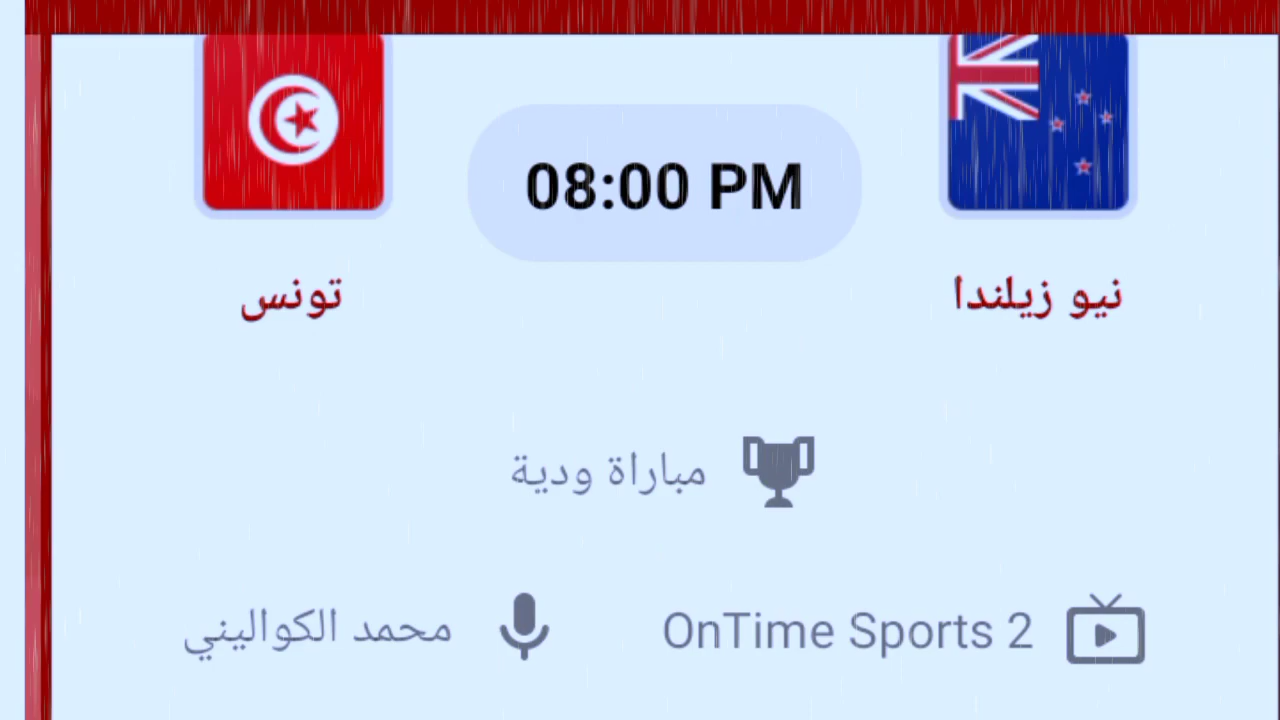 08:00 PM
نيو زيلندا
تونس
مباراة ودية
OnTime Sports 2
محمد الكواليني